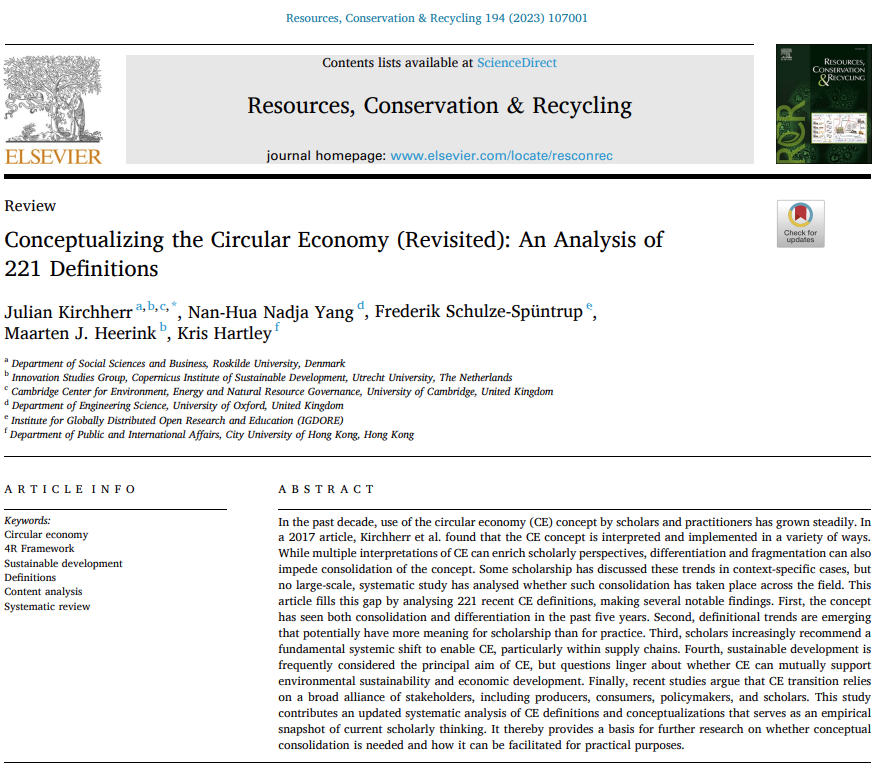 Resources, Conservation & Recycling 194 (2023) 107001
Contents lists available at ScienceDirect
Resources, Conservation & Recycling
journal homepage: www.elsevier.com/locate/resconrec
ELSEVIER
RESOURCES,
CONSERVATION
& RECYCLING
RCR
Review
Check for
updates
Conceptualizing the Circular Economy (Revisited): An Analysis of
221 Definitions
Julian Kirchherr a,b,c,*, Nan-Hua Nadja Yang d, Frederik Schulze-Spüntrup e,
Maarten J. Heerink b, Kris Hartley f
a Department of Social Sciences and Business, Roskilde University, Denmark
b Innovation Studies Group, Copernicus Institute of Sustainable Development, Utrecht University, The Netherlands
c Cambridge Center for Environment, Energy and Natural Resource Governance, University of Cambridge, United Kingdom
d Department of Engineering Science, University of Oxford, United Kingdom
e Institute for Globally Distributed Open Research and Education (IGDORE)
f Department of Public and International Affairs, City University of Hong Kong, Hong Kong
ARTICLE INFO
Keywords:
Circular economy
4R Framework
Sustainable development
Definitions
Content analysis
Systematic review
ABSTRACT
In the past decade, use of the circular economy (CE) concept by scholars and practitioners has grown steadily. In
a 2017 article, Kirchherr et al. found that the CE concept is interpreted and implemented in a variety of ways.
While multiple interpretations of CE can enrich scholarly perspectives, differentiation and fragmentation can also
impede consolidation of the concept. Some scholarship has discussed these trends in context-specific cases, but
no large-scale, systematic study has analysed whether such consolidation has taken place across the field. This
article fills this gap by analysing 221 recent CE definitions, making several notable findings. First, the concept
has seen both consolidation and differentiation in the past five years. Second, definitional trends are emerging
that potentially have more meaning for scholarship than for practice. Third, scholars increasingly recommend a
fundamental systemic shift to enable CE, particularly within supply chains. Fourth, sustainable development is
frequently considered the principal aim of CE, but questions linger about whether CE can mutually support
environmental sustainability and economic development. Finally, recent studies argue that CE transition relies
on a broad alliance of stakeholders, including producers, consumers, policymakers, and scholars. This study
contributes an updated systematic analysis of CE definitions and conceptualizations that serves as an empirical
snapshot of current scholarly thinking. It thereby provides a basis for further research on whether conceptual
consolidation is needed and how it can be facilitated for practical purposes.